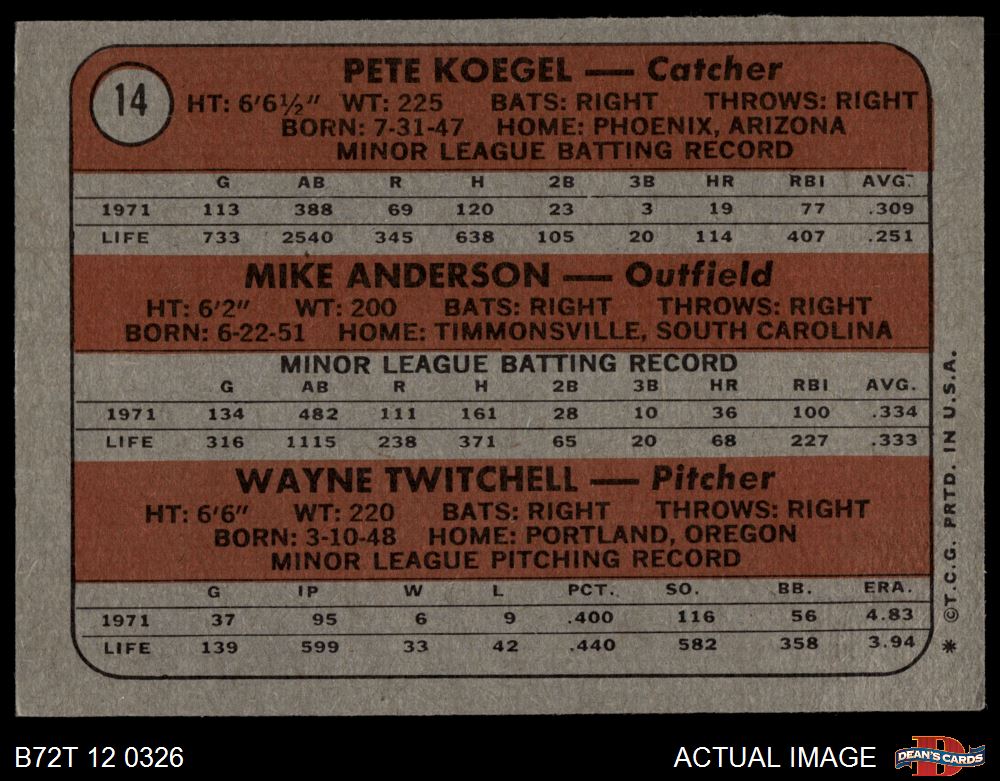 14
PETE KOEGEL — Catcher
HT: 6'6½" WT: 225 BATS: RIGHT THROWS: RIGHT
BORN: 7-31-47 HOME: PHOENIX, ARIZONA
MINOR LEAGUE BATTING RECORD
G AB R H 2B 3B HR RBI AVG.
1971 113 388 69 120 23 3 19 77 .309
LIFE 733 2540 345 638 105 20 114 407 .251
MIKE ANDERSON — Outfield
HT: 6'2" WT: 200 BATS: RIGHT THROWS: RIGHT
BORN: 6-22-51 HOME: TIMMONSVILLE, SOUTH CAROLINA
MINOR LEAGUE BATTING RECORD
G AB R H 2B 3B HR RBI AVG.
1971 134 482 111 161 28 10 36 100 .334
LIFE 316 1115 238 371 65 20 68 227 .333
WAYNE TWITCHELL — Pitcher
HT: 6'6" WT: 220 BATS: RIGHT THROWS: RIGHT
BORN: 3-10-48 HOME: PORTLAND, OREGON
MINOR LEAGUE PITCHING RECORD
G IP W L PCT. SO. BB. ERA.
1971 37 95 6 9 .400 116 56 4.83
LIFE 139 599 33 42 .440 582 358 3.94
* ©T.C.G. PRTD. IN U.S.A.
B72T 12 0326
ACTUAL IMAGE
D
DEAN'S CARDS